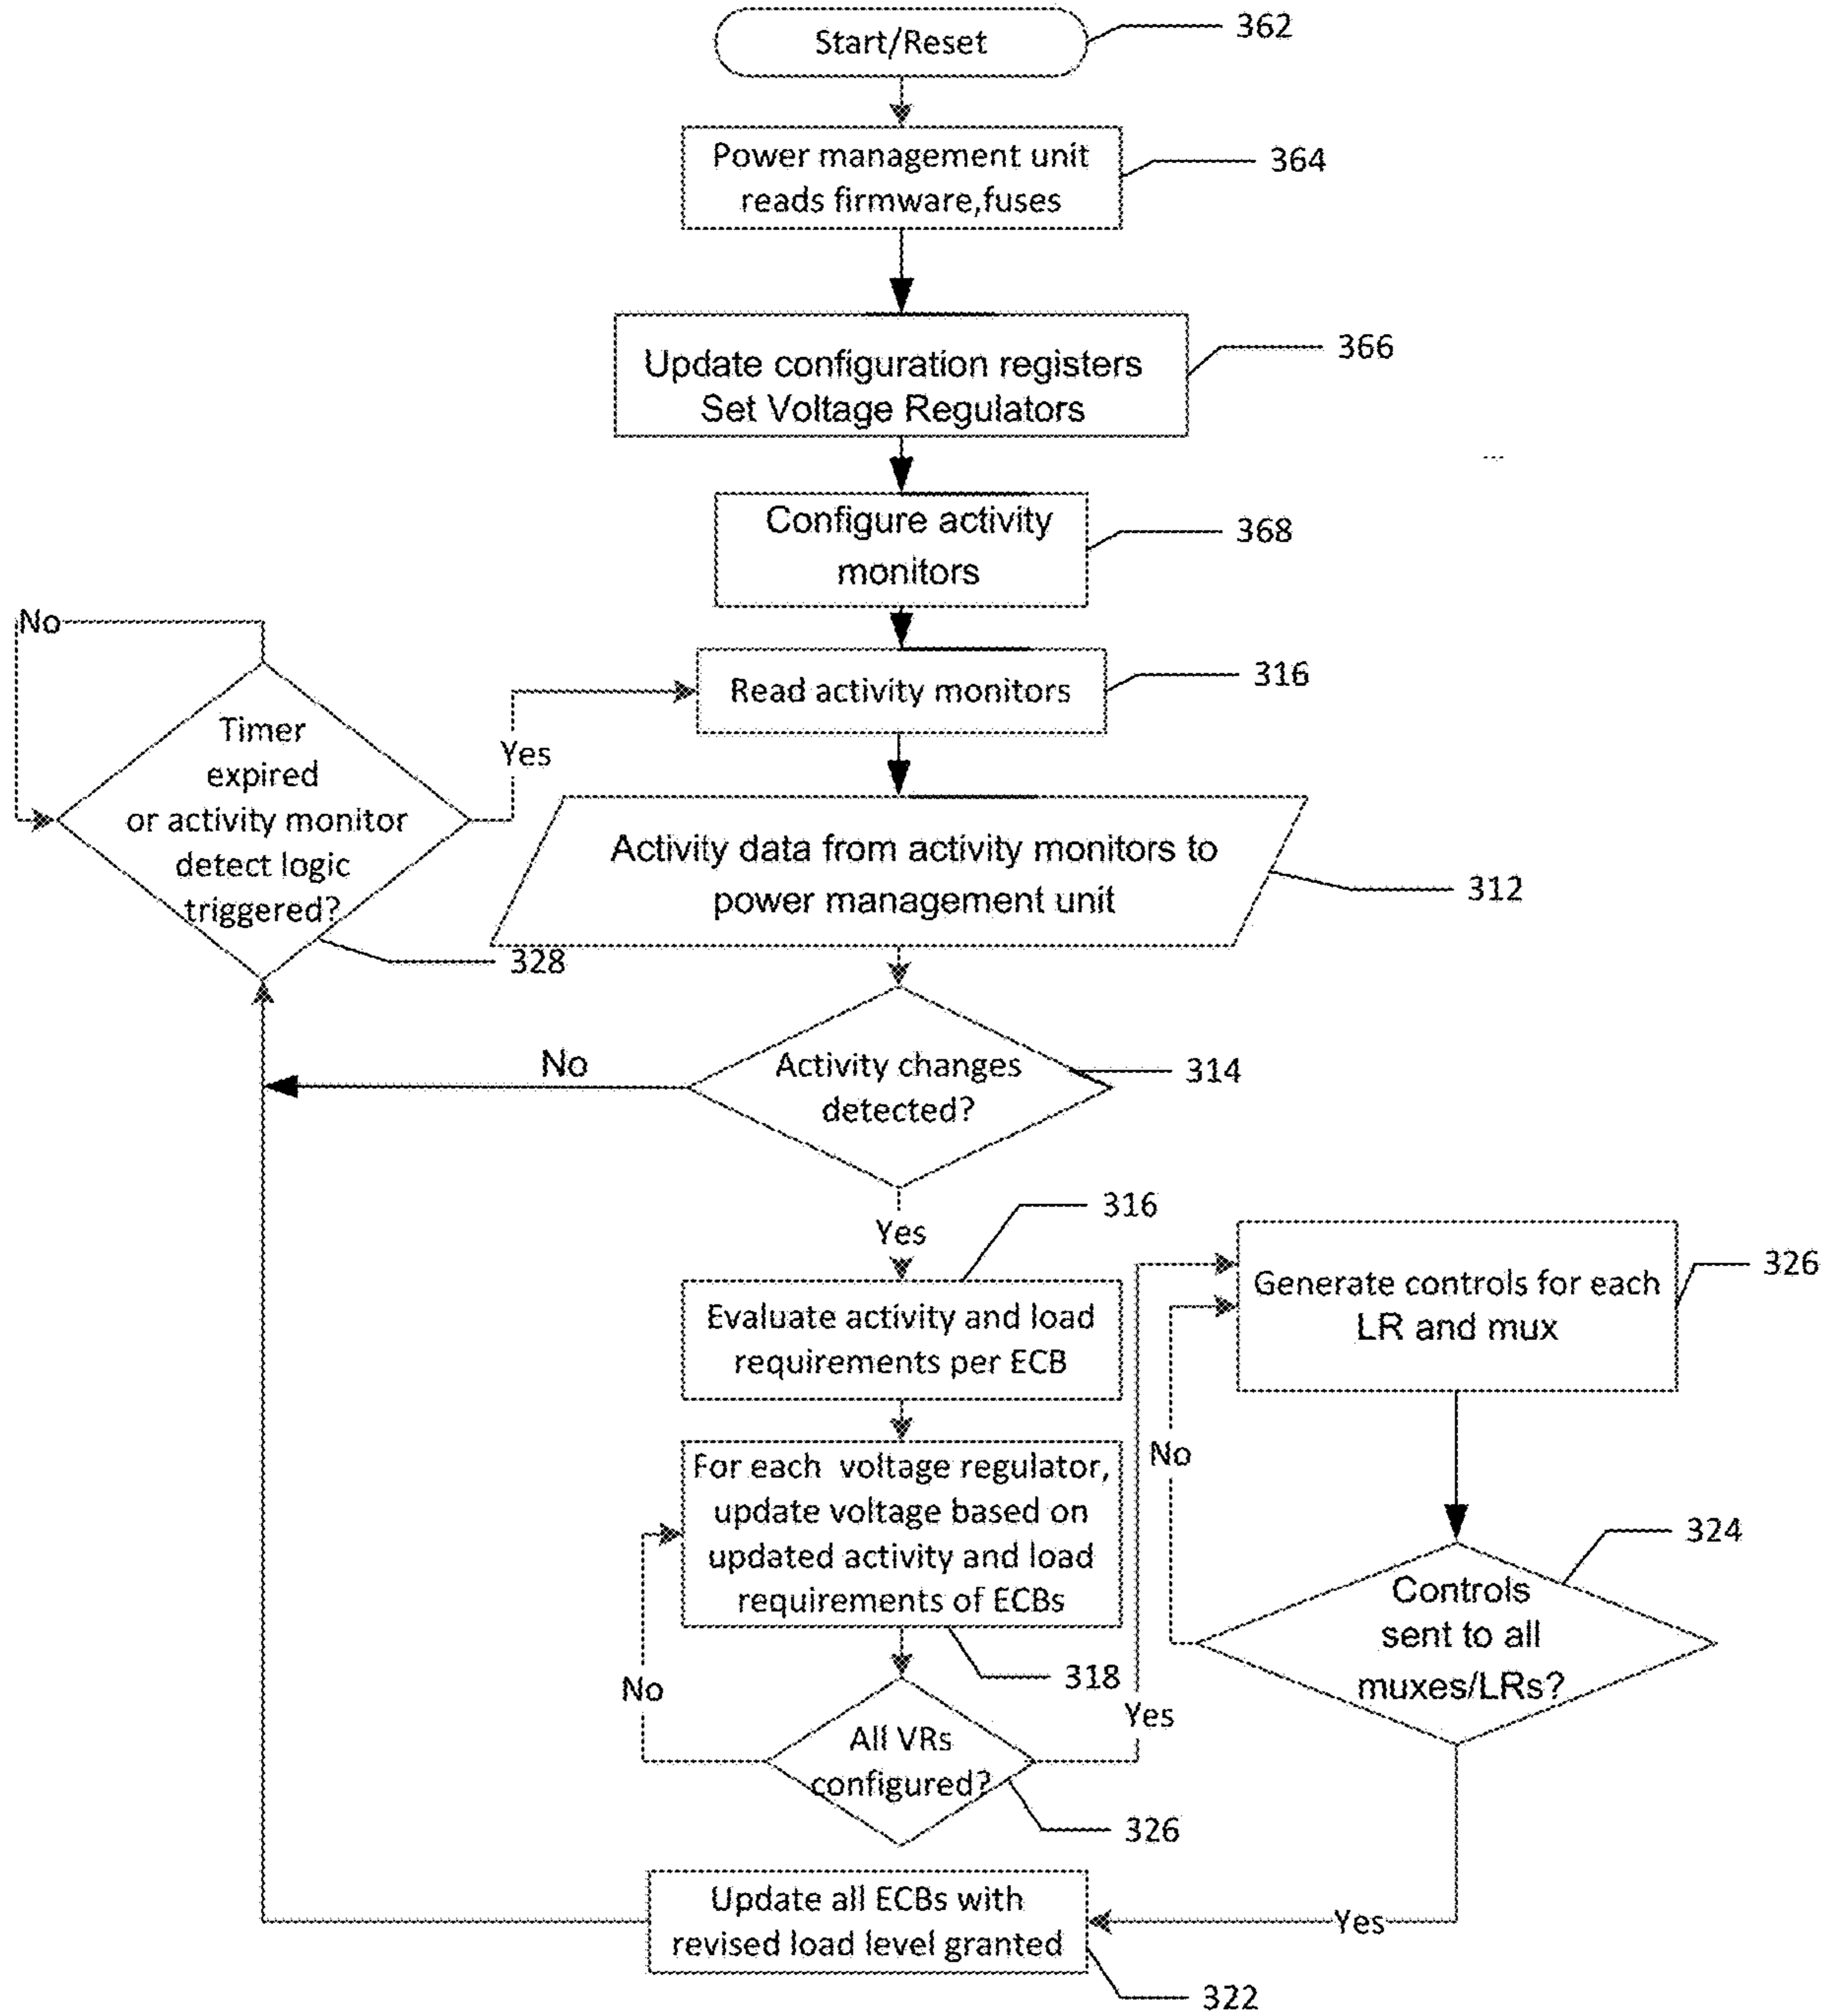 Start/Reset
362
Power management unit
reads firmware,fuses
364
Update configuration registers
Set Voltage Regulators
366
Configure activity
monitors
368
No
Read activity monitors
316
Timer
expired
or activity monitor
detect logic
triggered?
Yes
328
Activity data from activity monitors to
power management unit
312
Activity changes
detected?
314
No
Yes
316
Evaluate activity and load
requirements per ECB
For each voltage regulator,
update voltage based on
updated activity and load
requirements of ECBs
318
No
All VRs
configured?
326
Yes
Generate controls for each
LR and mux
326
No
Controls
sent to all
muxes/LRs?
324
Yes
Update all ECBs with
revised load level granted
322